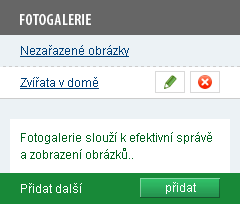 FOTOGALERIE
Nezařazené obrázky
Zvířata v domě
Fotogalerie slouží k efektivní správě
a zobrazení obrázků..
Přidat další
přidat